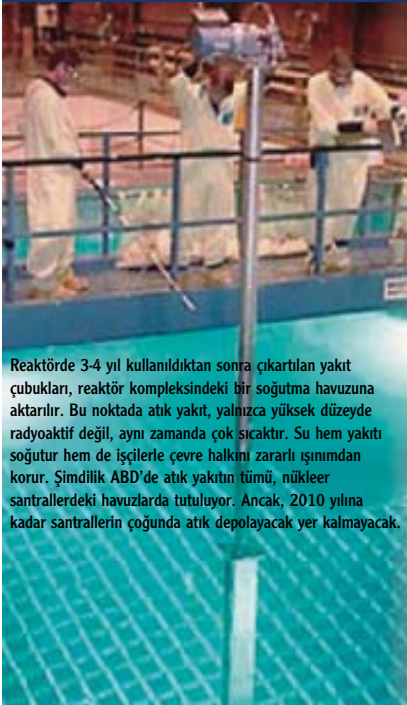 Reaktörde 3-4 yıl kullanıldıktan sonra çıkartılan yakıt
çubukları, reaktör kompleksindeki bir soğutma havuzuna
aktarılır. Bu noktada atık yakıt, yalnızca yüksek düzeyde
radyoaktif değil, aynı zamanda çok sıcaktır. Su hem yakıtı
soğutur hem de işçilerle çevre halkını zararlı ışınımdan
korur. Şimdilik ABD'de atık yakıtın tümü, nükleer
santrallerdeki havuzlarda tutuluyor. Ancak, 2010 yılına
kadar santrallerin çoğunda atık depolayacak yer kalmayacak.